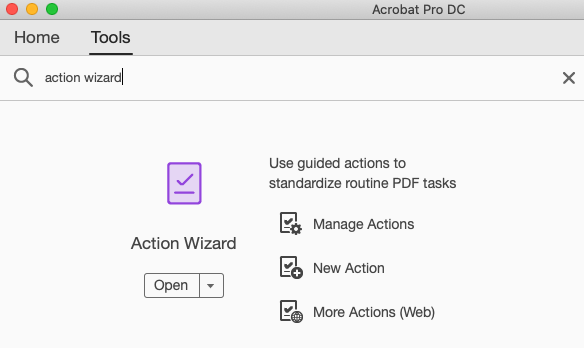 Acrobat Pro DC
Home Tools
action wizard
Use guided actions to
standardize routine PDF tasks
Manage Actions
Action Wizard
New Action
Open
More Actions (Web)